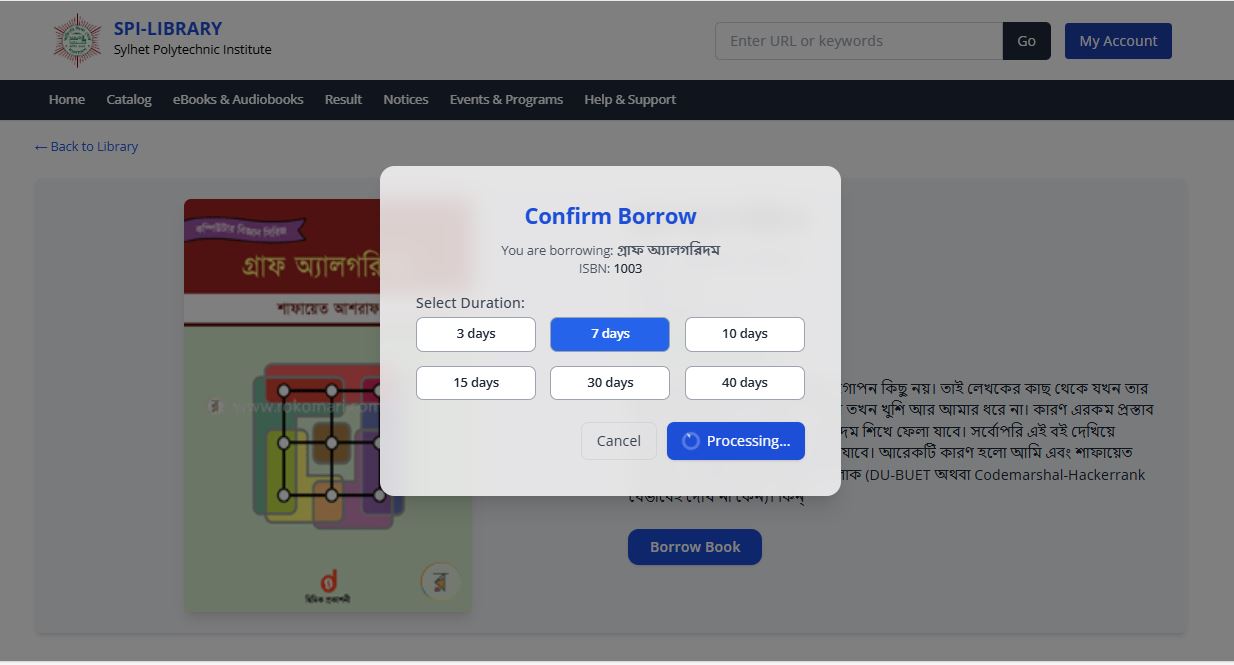 SPI-LIBRARY
Sylhet Polytechnic Institute
Enter URL or keywords
Go
My Account
Home
Catalog
eBooks & Audiobooks
Result
Notices
Events & Programs
Help & Support
← Back to Library
কম্পিউটার বিজ্ঞান সিরিজ
গ্রাফ অ্যালগরি
শাফায়েত আশরাফ
www.rokomari.com
দ্বিমিক প্রকাশনী
Confirm Borrow
You are borrowing: গ্রাফ অ্যালগরিদম
ISBN: 1003
Select Duration:
3 days
7 days
10 days
15 days
30 days
40 days
Cancel
Processing...
কিছু নয়। তাই লেখকের কাছ থেকে যখন তার
তখন খুশি আর আমার ধরে না। কারণ এরকম প্রস্তাব
শিখে ফেলা যাবে। সর্বোপরি এই বই দেখিয়ে
যাবে। আরেকটি কারণ হলো আমি এবং শাফায়েত
(DU-BUET অথবা Codemarshal-Hackerrank
Borrow Book